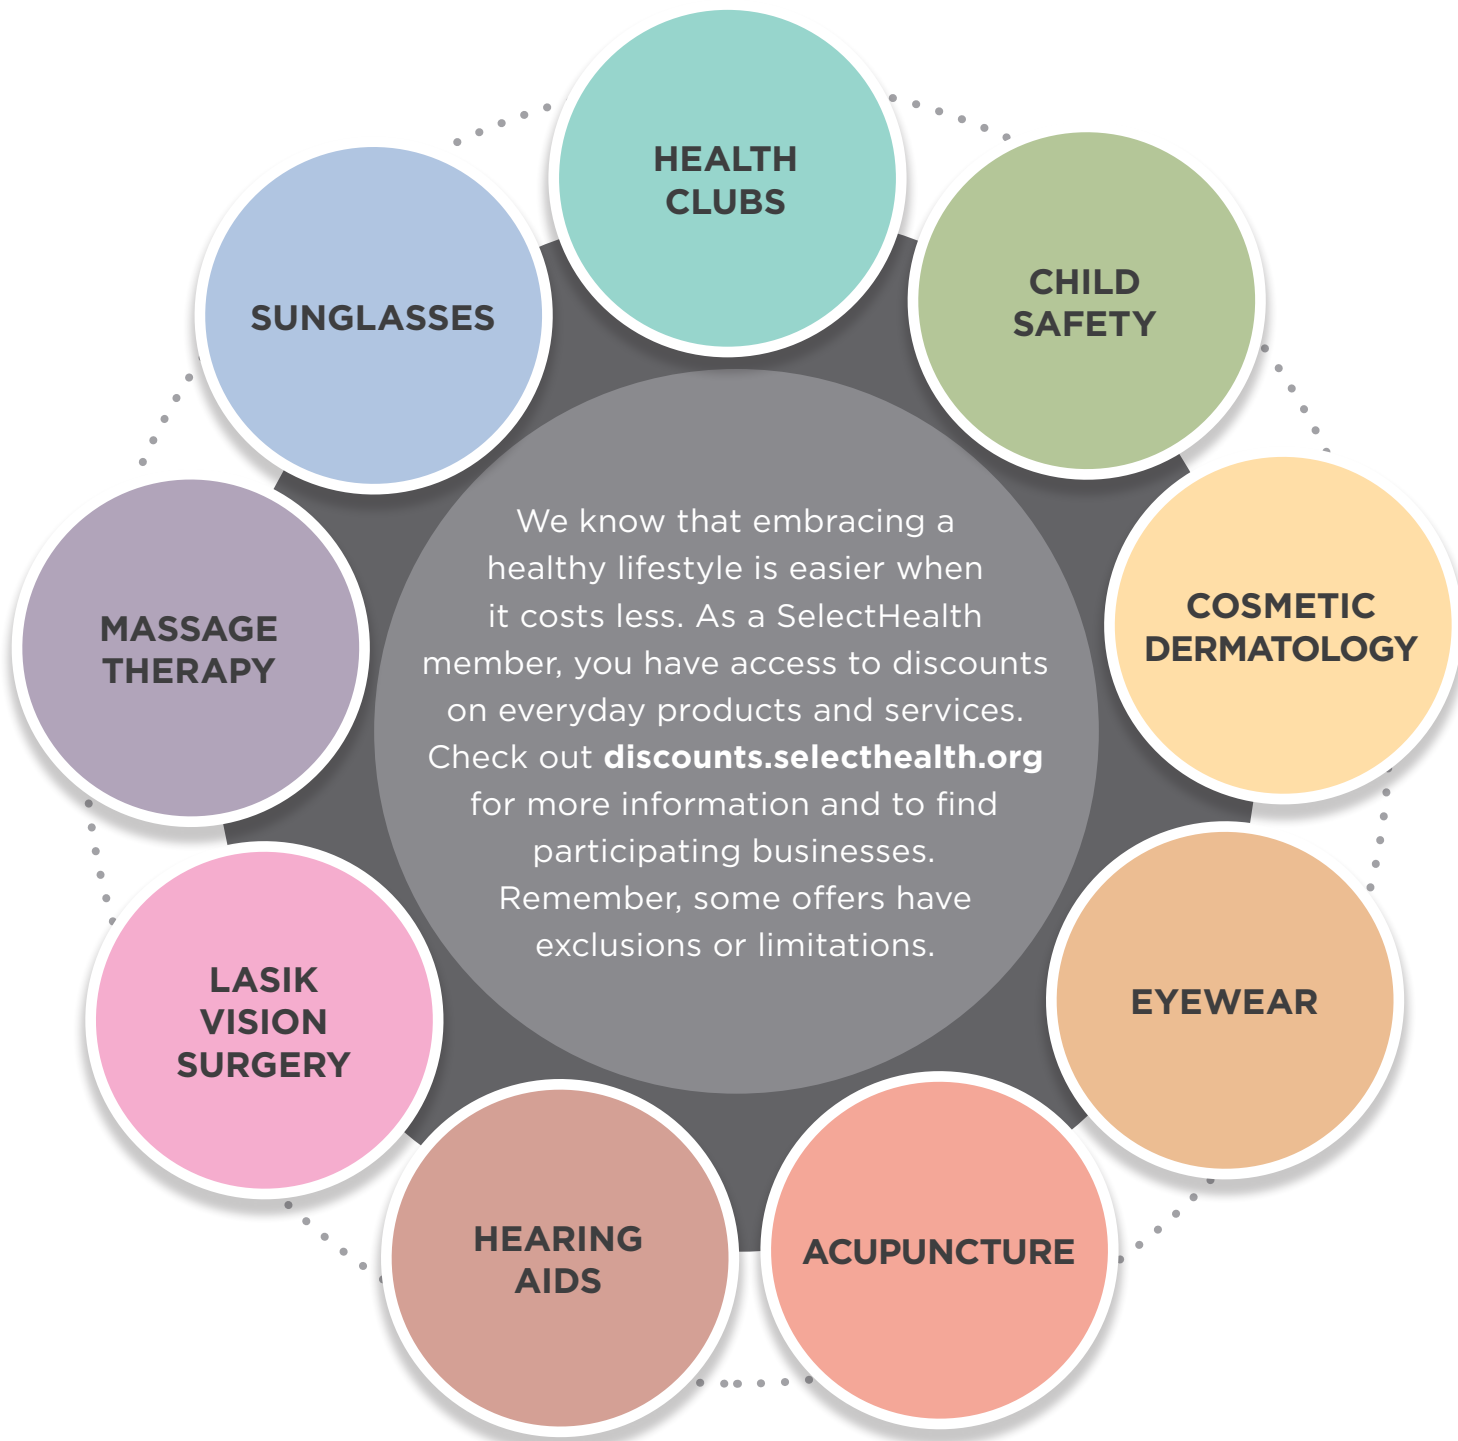 HEALTH
CLUBS
CHILD
SAFETY
COSMETIC
DERMATOLOGY
EYEWEAR
ACUPUNCTURE
HEARING
AIDS
LASIK
VISION
SURGERY
MASSAGE
THERAPY
SUNGLASSES
We know that embracing a
healthy lifestyle is easier when
it costs less. As a SelectHealth
member, you have access to discounts
on everyday products and services.
Check out discounts.selecthealth.org
for more information and to find
participating businesses.
Remember, some offers have
exclusions or limitations.